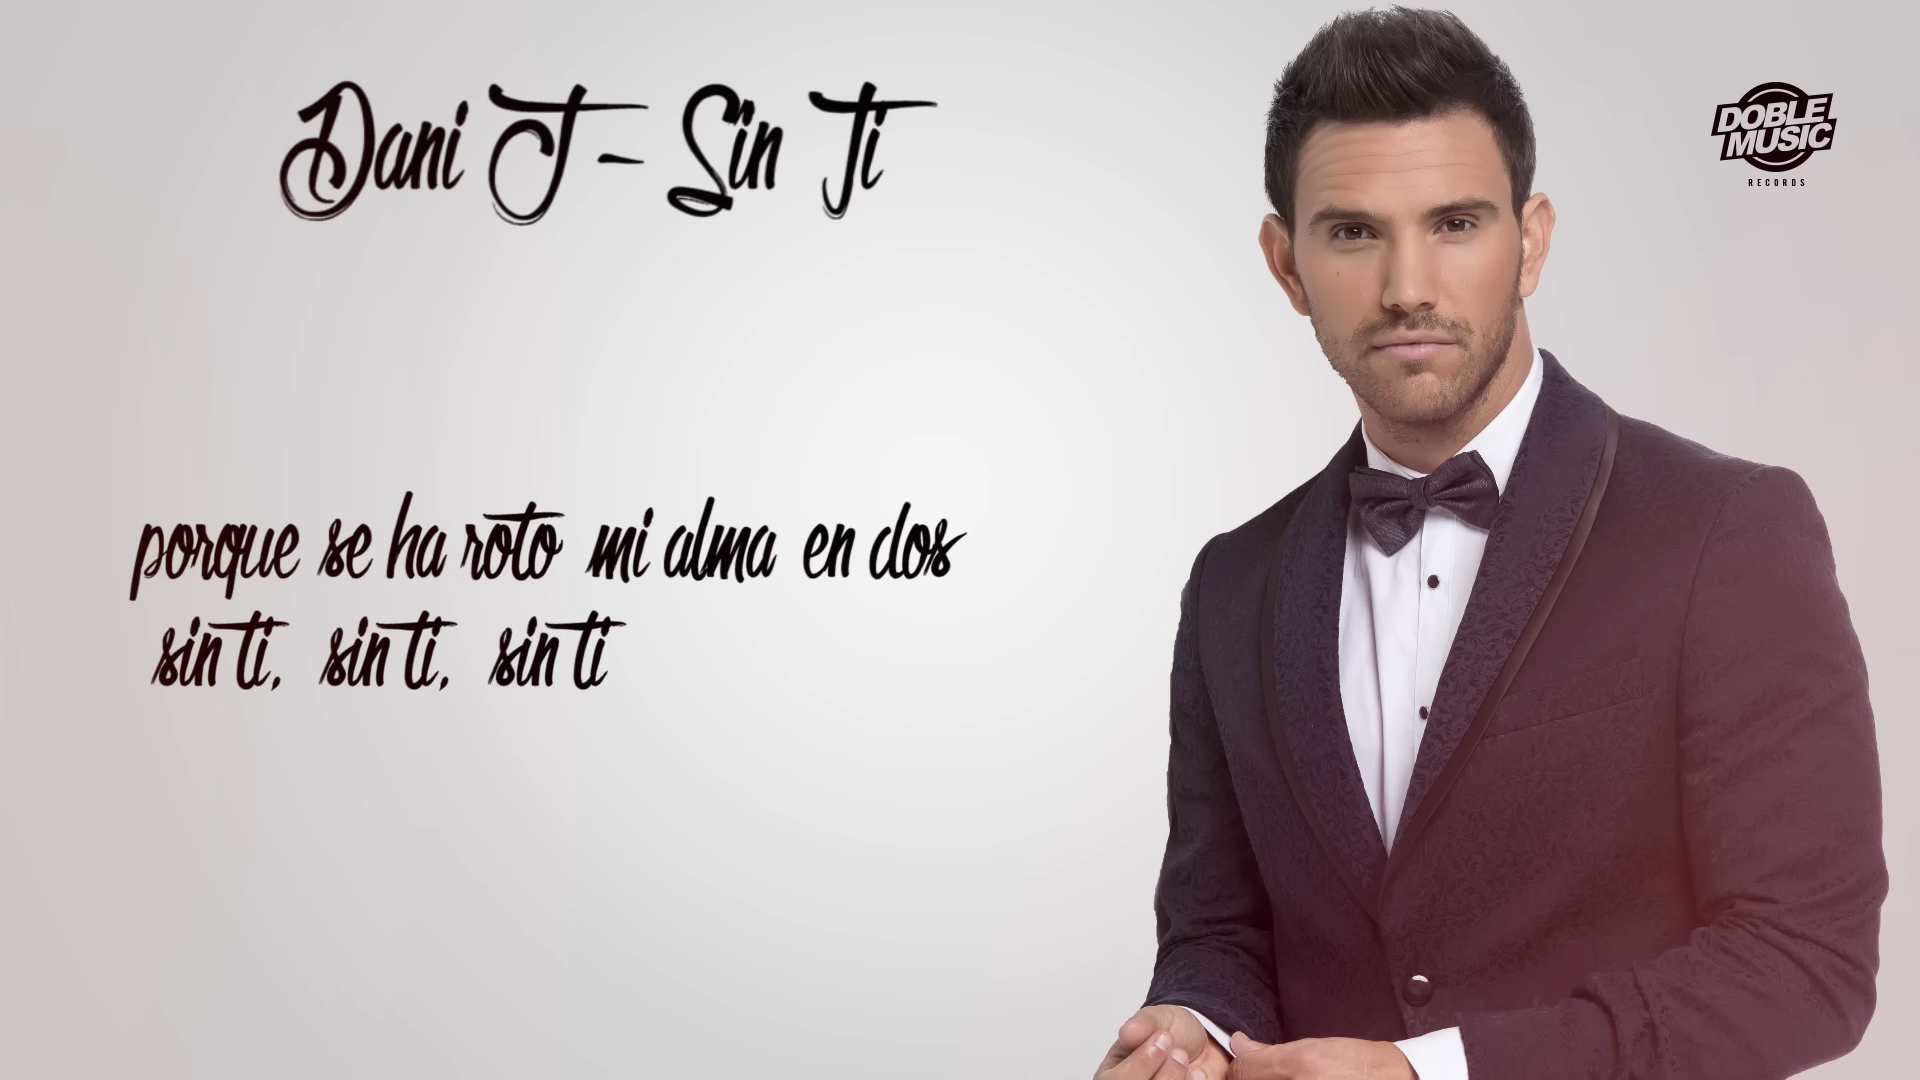 Dani J - Sin Ti
DOBLE
MUSIC
RECORDS
porque se ha roto mi alma en dos
sin ti, sin ti, sin ti